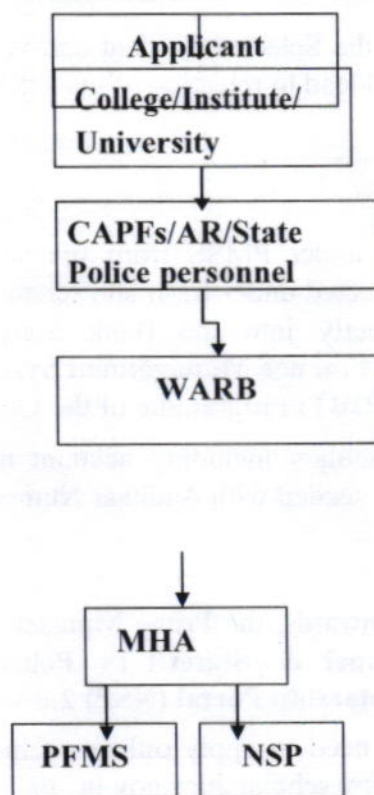 Applicant
College/Institute/
University
CAPFs/AR/State
Police personnel
WARB
MHA
PFMS NSP